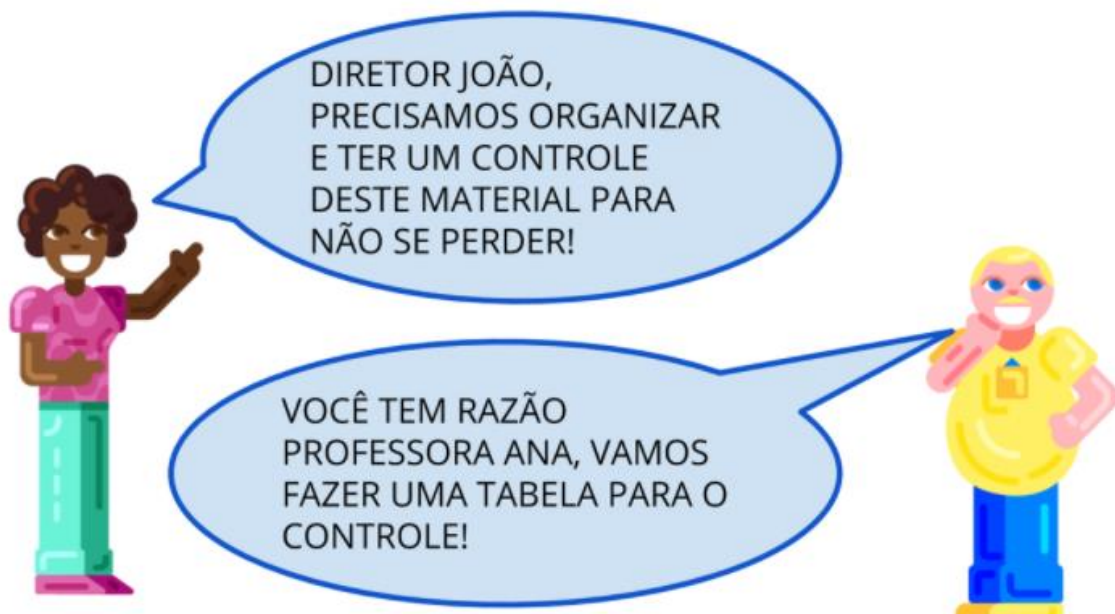 DIRETOR JOÃO,
PRECISAMOS ORGANIZAR
E TER UM CONTROLE
DESTE MATERIAL PARA
NÃO SE PERDER!
VOCÊ TEM RAZÃO
PROFESSORA ANA, VAMOS
FAZER UMA TABELA PARA O
CONTROLE!